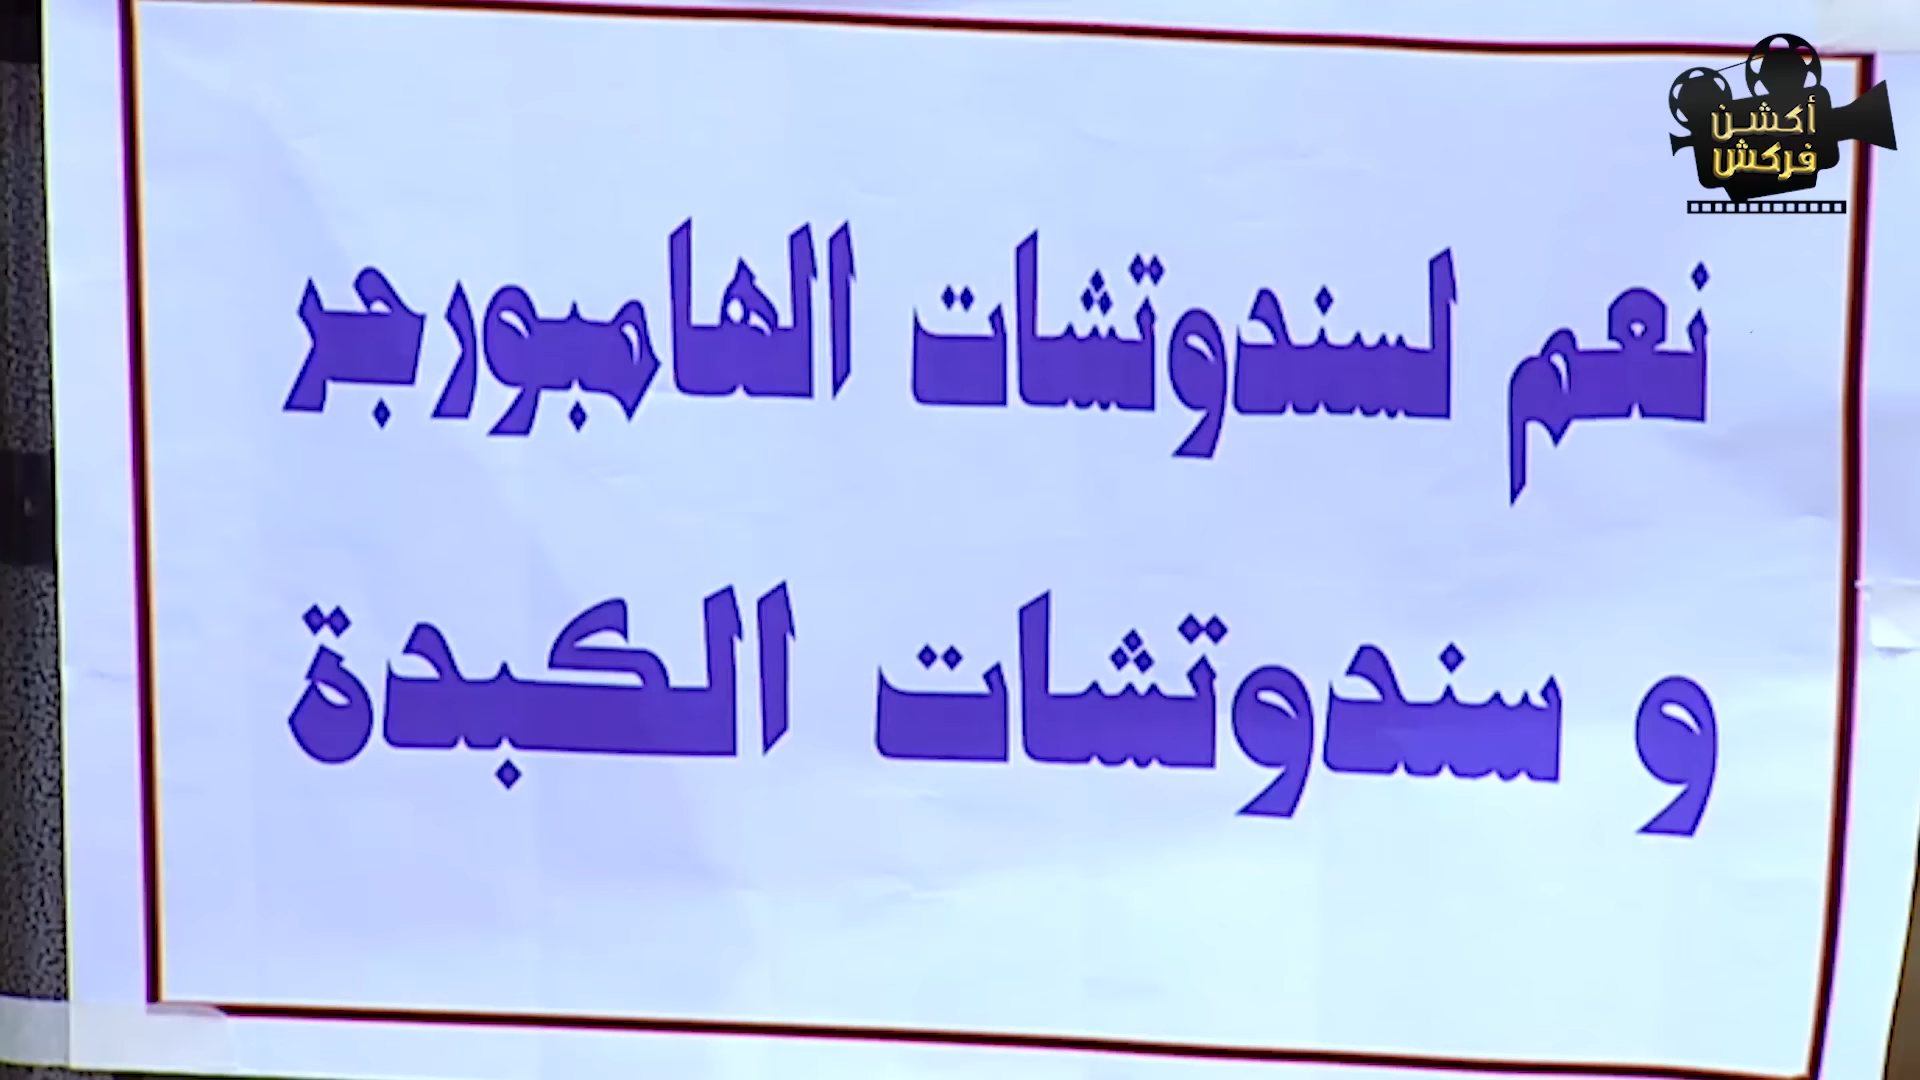 أكشن
فركش
نعم لسندوتشات الهامبورجر
و سندوتشات الكبدة